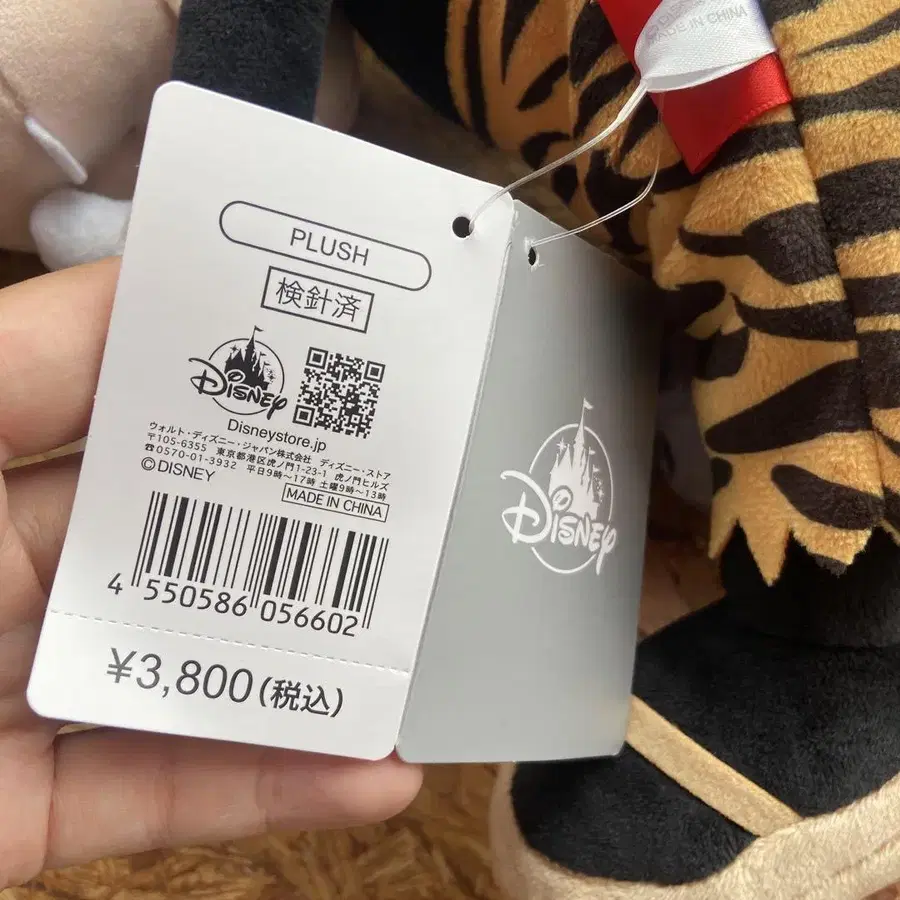 MADE IN CHINA
PLUSH
検針済
Disney
Disneystore.jp
ウォルト・ディズニー・ジャパン株式会社 ディズニー・ストア
〒105-6355 東京都港区虎ノ門1-23-1 虎ノ門ヒルズ
☎0570-01-3932 平日9時〜17時 土曜9時〜13時
©DISNEY
MADE IN CHINA
4 550586 056602
¥3,800(税込)
Disney